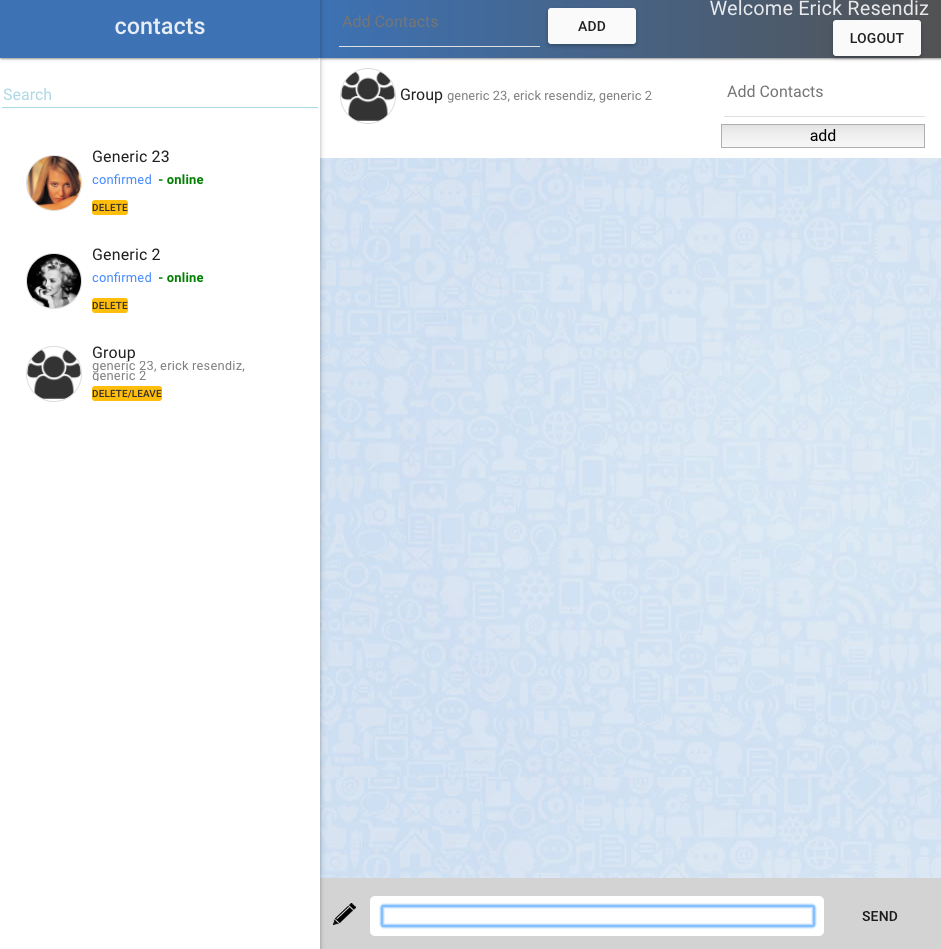 contacts
Add Contacts
ADD
Welcome Erick Resendiz
LOGOUT
Search
Generic 23
confirmed - online
DELETE
Generic 2
confirmed - online
DELETE
Group
generic 23, erick resendiz,
generic 2
DELETE/LEAVE
Group generic 23, erick resendiz, generic 2
Add Contacts
add
SEND